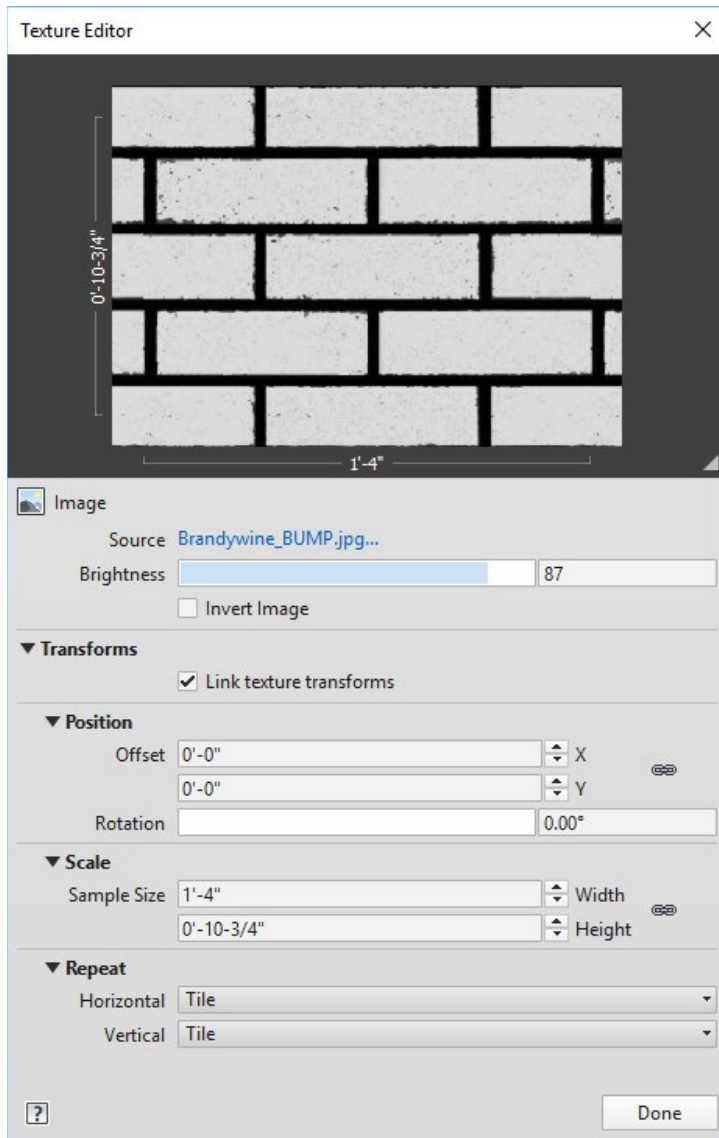 Texture Editor
0'-10-3/4"
1'-4"
Image
Source Brandywine_BUMP.jpg...
Brightness 87
Invert Image
Transforms
Link texture transforms
Position
Offset 0'-0" X
0'-0" Y
Rotation 0.00°
Scale
Sample Size 1'-4" Width
0'-10-3/4" Height
Repeat
Horizontal Tile
Vertical Tile
? Done